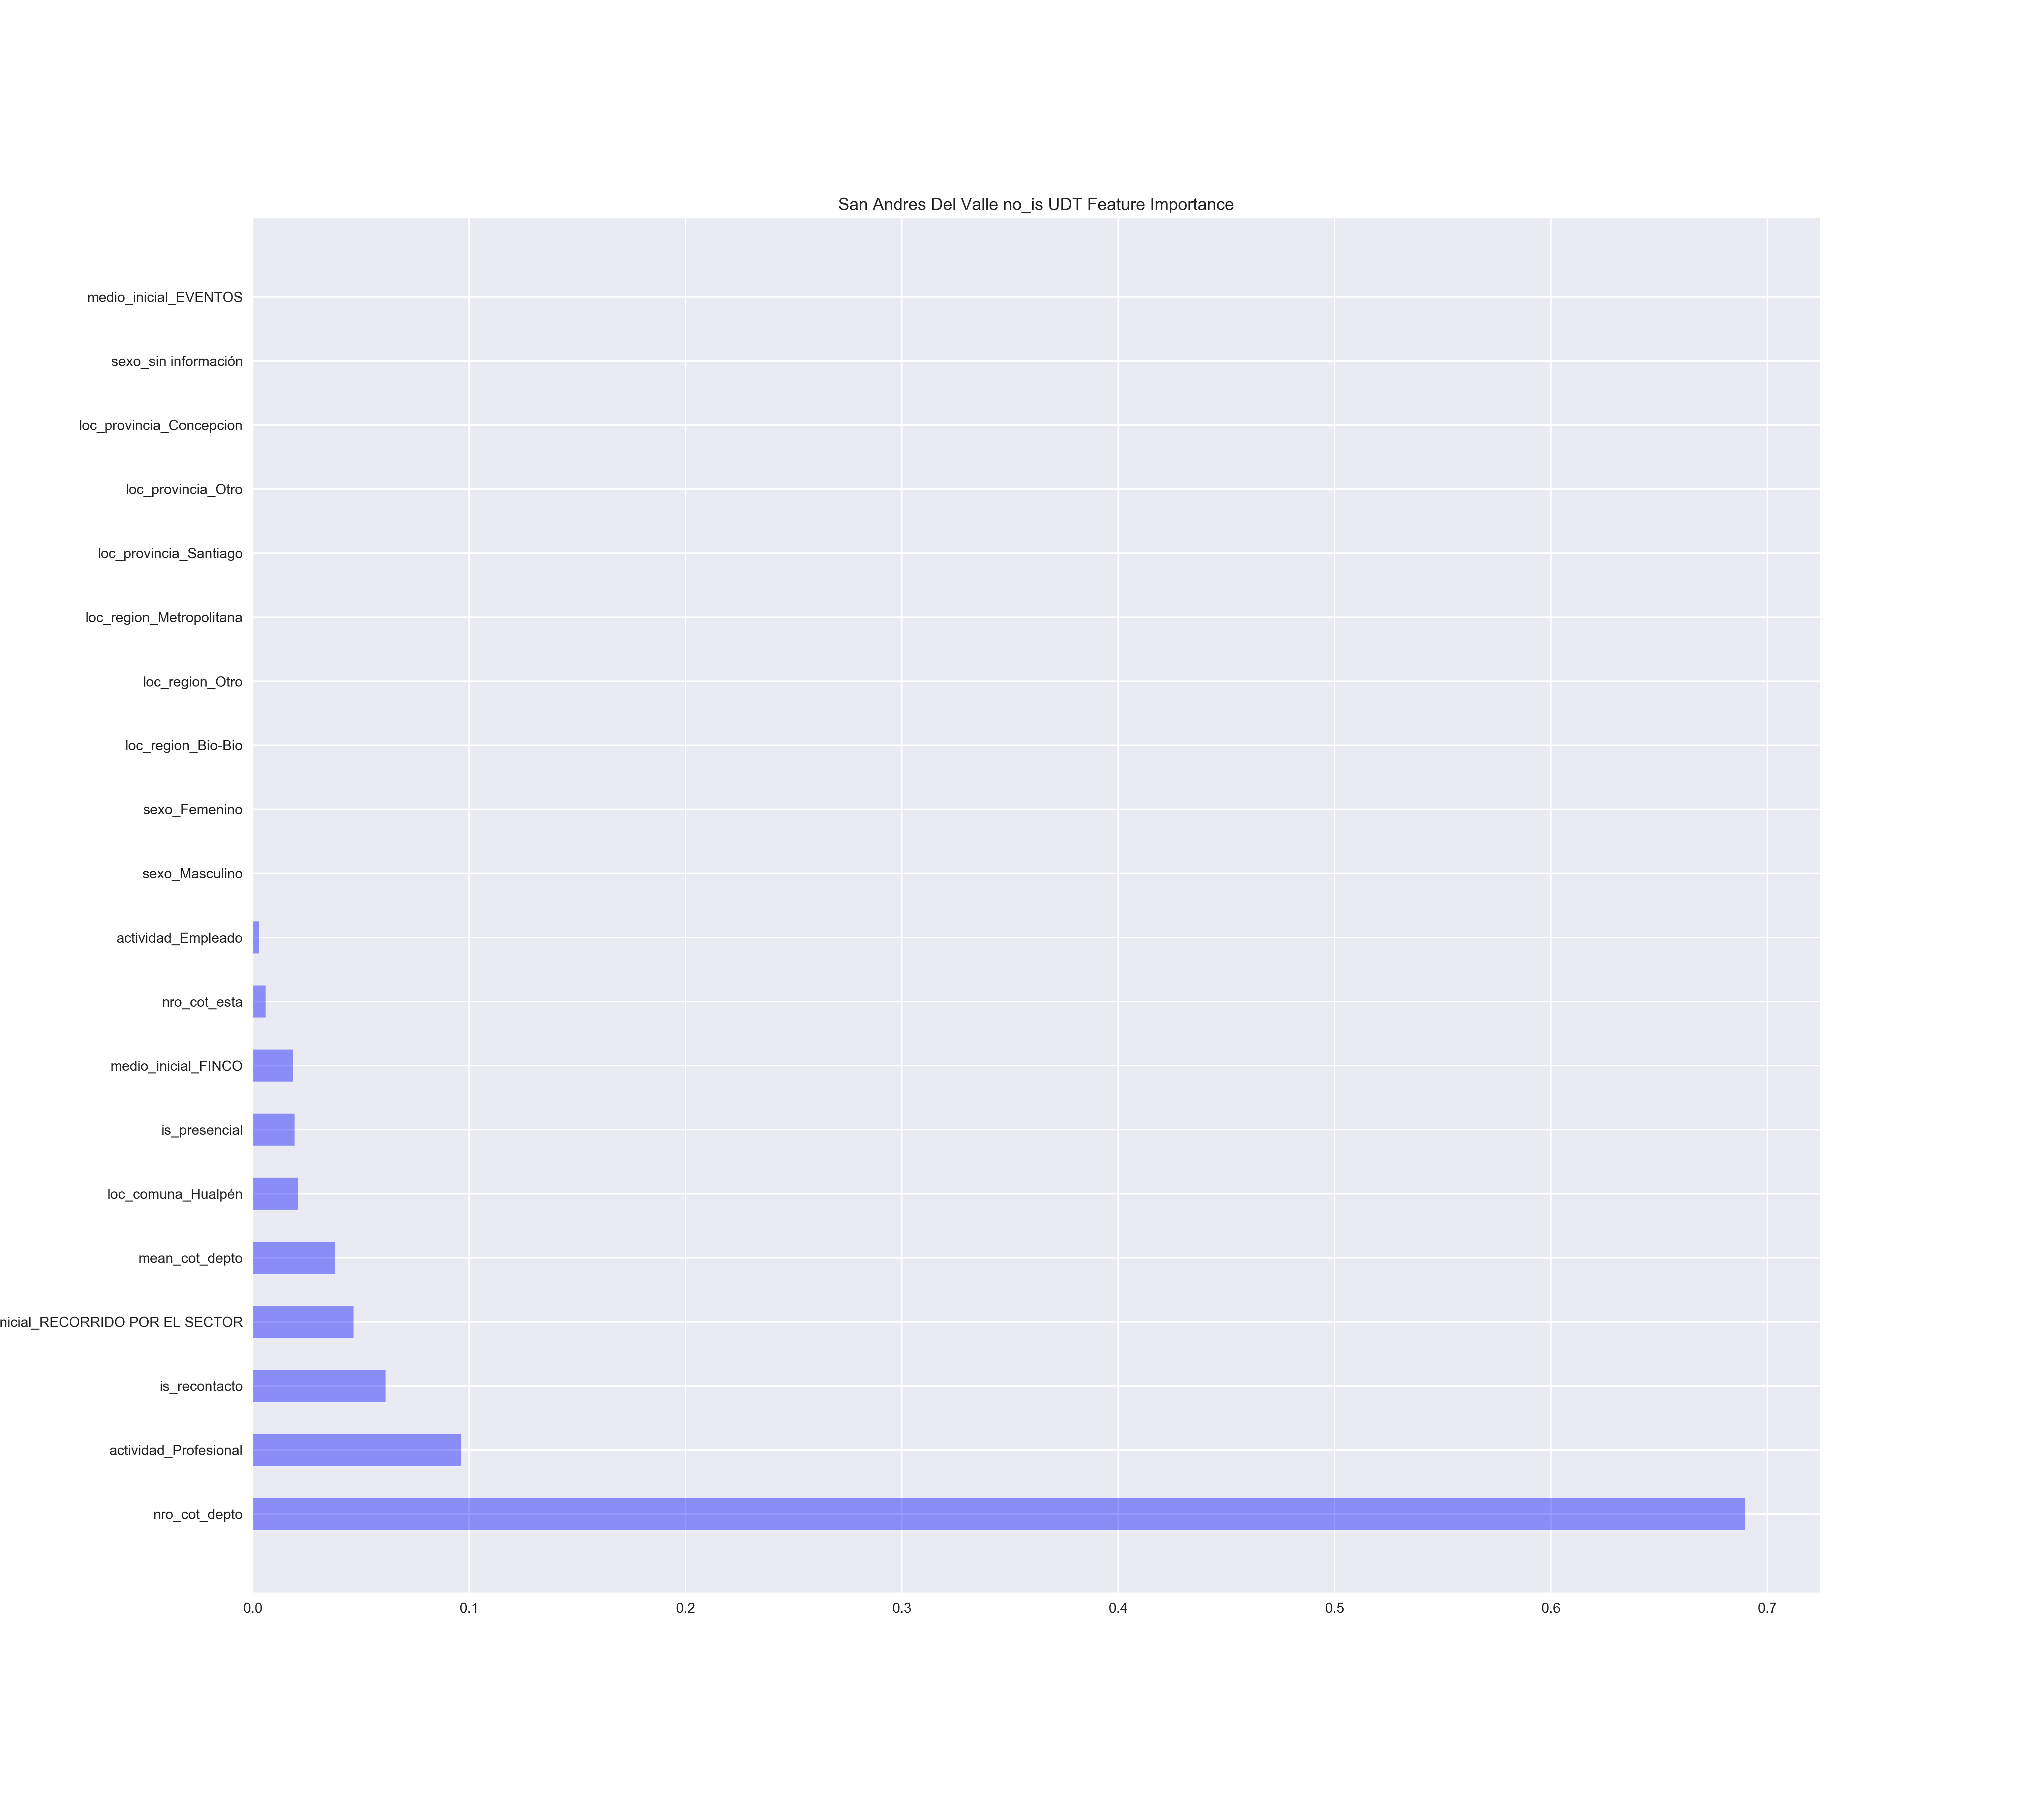 San Andres Del Valle no_is UDT Feature Importance
medio_inicial_EVENTOS
sexo_sin información
loc_provincia_Concepcion
loc_provincia_Otro
loc_provincia_Santiago
loc_region_Metropolitana
loc_region_Otro
loc_region_Bio-Bio
sexo_Femenino
sexo_Masculino
actividad_Empleado
nro_cot_esta
medio_inicial_FINCO
is_presencial
loc_comuna_Hualpén
mean_cot_depto
nicial_RECORRIDO POR EL SECTOR
is_recontacto
actividad_Profesional
nro_cot_depto
0.0 0.1 0.2 0.3 0.4 0.5 0.6 0.7